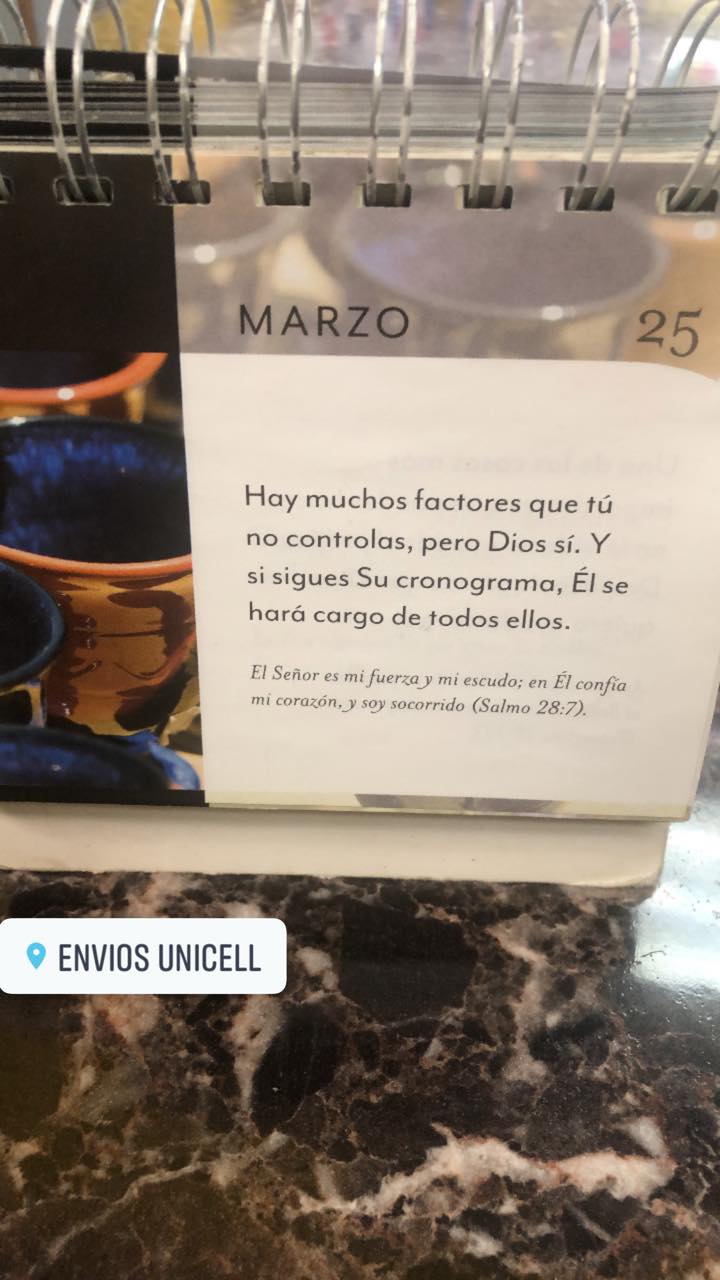 MARZO 25
Hay muchos factores que tú
no controlas, pero Dios sí. Y
si sigues Su cronograma, Él se
hará cargo de todos ellos.
El Señor es mi fuerza y mi escudo; en Él confía
mi corazón, y soy socorrido (Salmo 28:7).
ENVIOS UNICELL